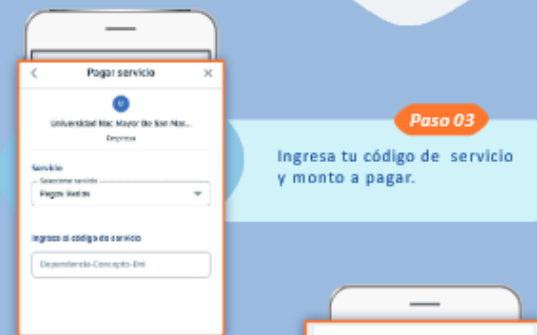 Pagar servicio
Universidad Nac Mayor De San Mar...
Empresa
Servicio
Pagos Varios
Ingresa el código de servicio
Dependencia-Concepto-Dni
Paso 03
Ingresa tu código de servicio
y monto a pagar.